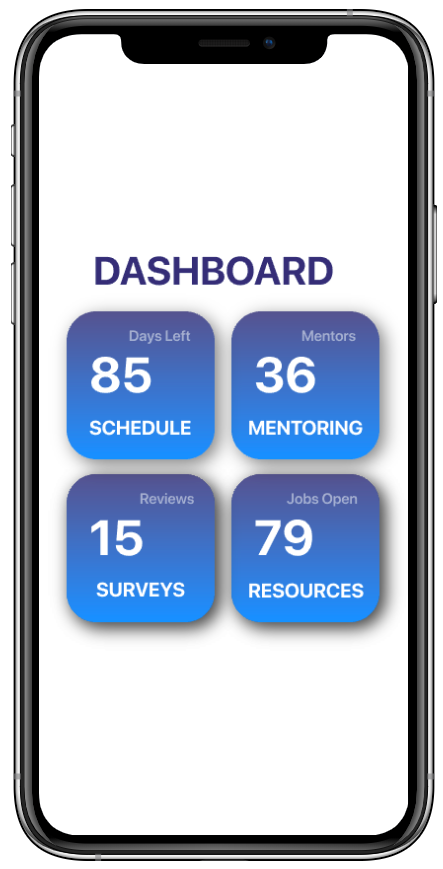 DASHBOARD
Days Left
85
SCHEDULE
Mentors
36
MENTORING
Reviews
15
SURVEYS
Jobs Open
79
RESOURCES